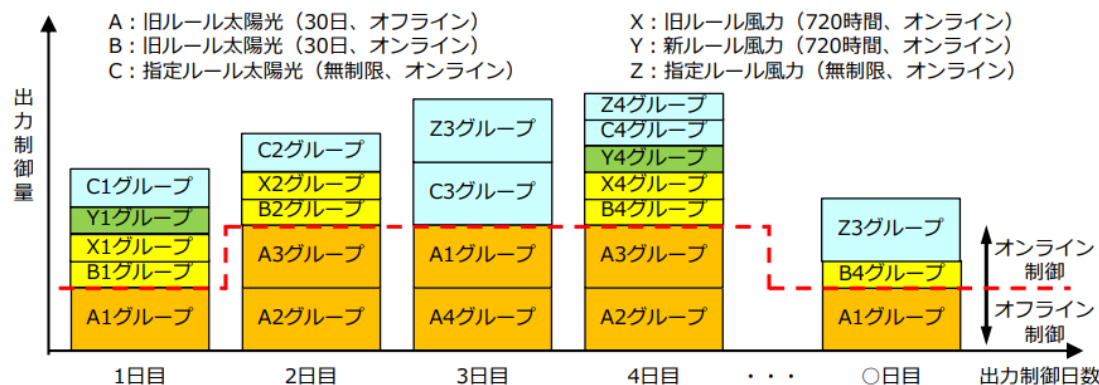 A:旧ルール太陽光(30日、オフライン)
B:旧ルール太陽光(30日、オンライン)
C:指定ルール太陽光(無制限、オンライン)
X:旧ルール風力(720時間、オンライン)
Y:新ルール風力(720時間、オンライン)
Z:指定ルール風力(無制限、オンライン)
出力制御量
C1グループ
Y1グループ
X1グループ
B1グループ
A1グループ
C2グループ
X2グループ
B2グループ
A3グループ
A2グループ
Z3グループ
C3グループ
A1グループ
A4グループ
Z4グループ
C4グループ
Y4グループ
X4グループ
B4グループ
A3グループ
A2グループ
Z3グループ
B4グループ
A1グループ
オンライン
制御
オフライン
制御
1日目
2日目
3日目
4日目
・・・
○日目
出力制御日数